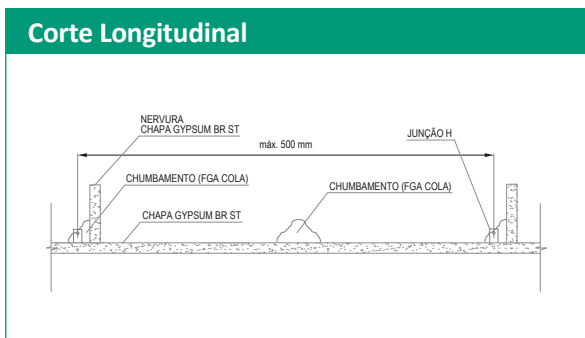 Corte Longitudinal
NERVURA
CHAPA GYPSUM BR ST
máx. 500 mm
JUNÇÃO H
CHUMBAMENTO (FGA COLA)
CHUMBAMENTO (FGA COLA)
CHAPA GYPSUM BR ST